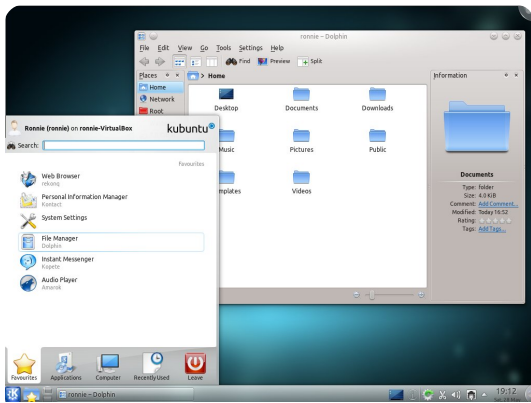 ronnie – Dolphin
File Edit View Go Tools Settings Help
Find Preview Split
Places
Home
Network
Root
> Home
Desktop
Documents
Downloads
Music
Pictures
Public
Videos
Information
Documents
Type: folder
Size: 4.0 KiB
Comment: Add Comment...
Modified: Today 16:53
Rating:
Tags: Add Tags...
Ronnie (ronnie) on ronnie-VirtualBox
kubuntu
Search:
Favourites
Web Browser
rekonq
Personal Information Manager
Kontact
System Settings
File Manager
Dolphin
Instant Messenger
Kopete
Audio Player
Amarok
Favourites
Applications
Computer
Recently Used
Leave
ronnie – Dolphin
19:12